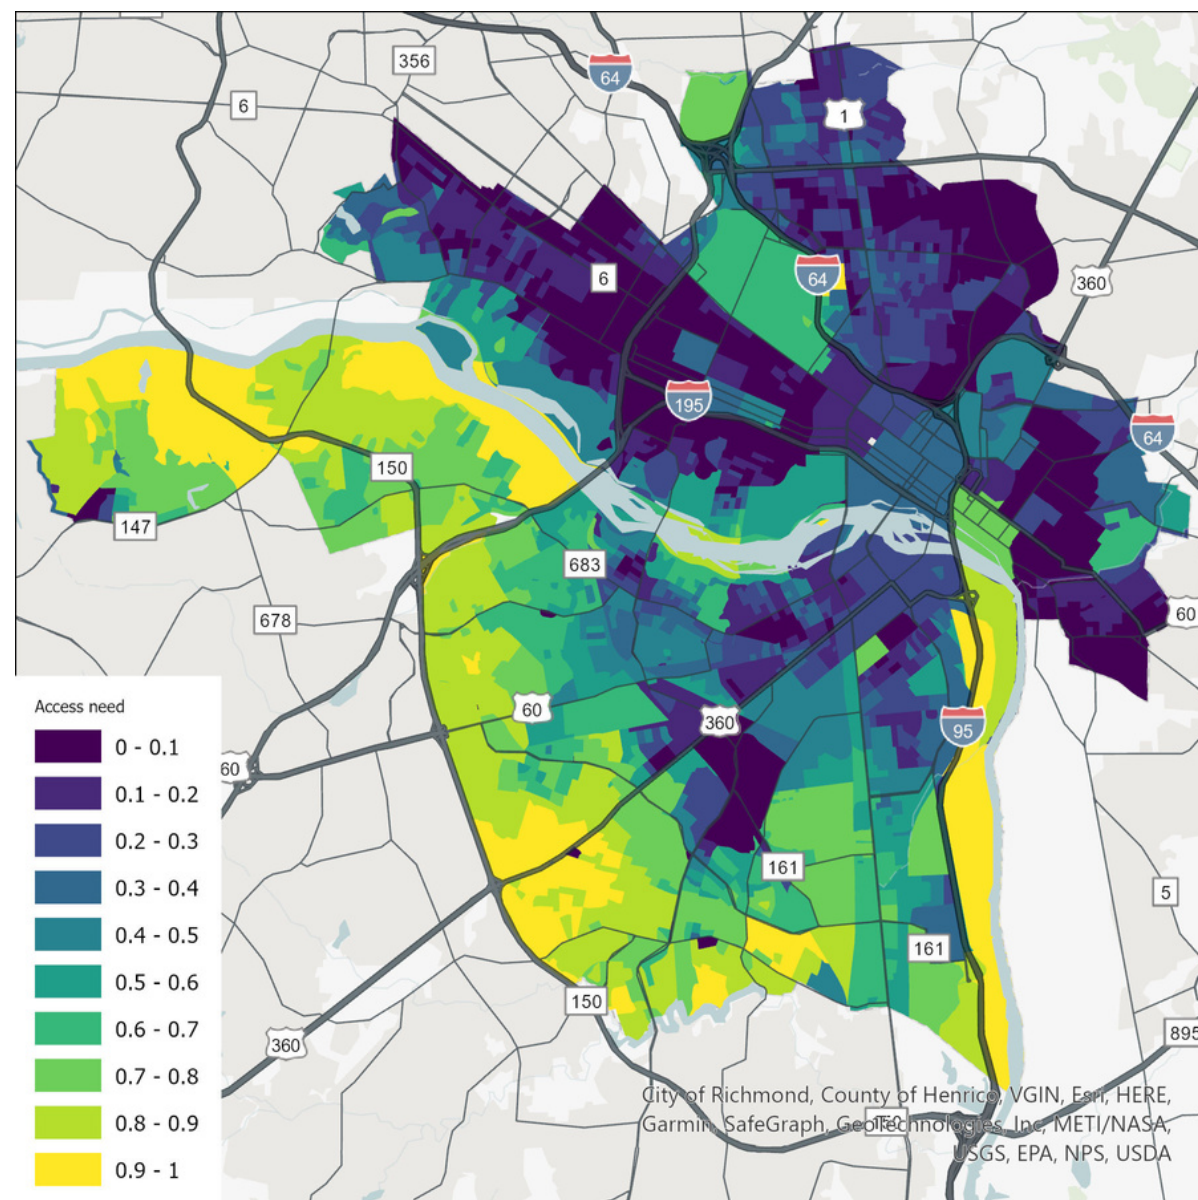 64
356
6
1
64
360
6
195
64
150
147
683
678
60
60
360
95
Access need
0 - 0.1
0.1 - 0.2
0.2 - 0.3
0.3 - 0.4
0.4 - 0.5
0.5 - 0.6
0.6 - 0.7
0.7 - 0.8
0.8 - 0.9
0.9 - 1
60
161
5
161
150
360
895
City of Richmond, County of Henrico, VGIN, Esri, HERE,
Garmin, SafeGraph, GeoTechnologies, Inc, METI/NASA,
USGS, EPA, NPS, USDA